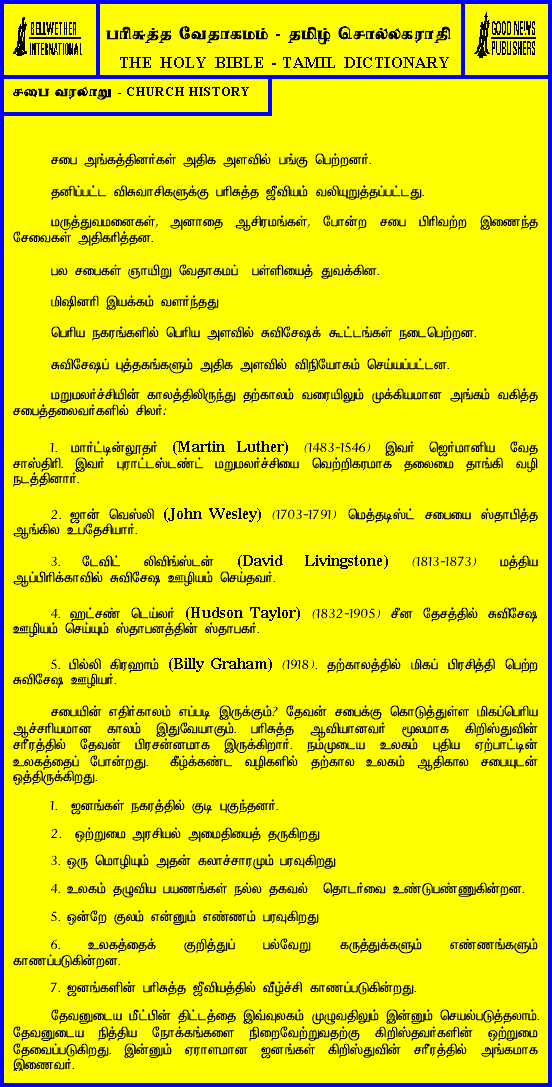 BELLWETHER
INTERNATIONAL
பரிசுத்த வேதாகமம் - தமிழ் சொல்லகராதி
THE HOLY BIBLE - TAMIL DICTIONARY
GOOD NEWS
PUBLISHERS
சபை வரலாறு - CHURCH HISTORY
சபை அங்கத்தினர்கள் அதிக அளவில் பங்கு பெற்றனர்.
தனிப்பட்ட விசுவாசிகளுக்கு பரிசுத்த ஜீவியம் வலியுறுத்தப்பட்டது.
மருத்துவமனைகள், அனாதை ஆசிரமங்கள், போன்ற சபை பிரிவற்ற இணைந்த
சேவைகள் அதிகரித்தன.
பல சபைகள் ஞாயிறு வேதாகமப் பள்ளியைத் துவக்கின.
மிஷினரி இயக்கம் வளர்ந்தது
பெரிய நகரங்களில் பெரிய அளவில் சுவிசேஷக் கூட்டங்கள் நடைபெற்றன.
சுவிசேஷப் புத்தகங்களும் அதிக அளவில் விநியோகம் செய்யப்பட்டன.
மறுமலர்ச்சியின் காலத்திலிருந்து தற்காலம் வரையிலும் முக்கியமான அங்கம் வகித்த
சபைத்தலைவர்களில் சிலர்:
1. மார்ட்டின்லூதர் (Martin Luther) (1483-1546) இவர் ஜெர்மானிய வேத
சாஸ்திரி. இவர் புராட்டஸ்டண்ட் மறுமலர்ச்சியை வெற்றிகரமாக தலைமை தாங்கி வழி
நடத்தினார்.
2. ஜான் வெஸ்லி (John Wesley) (1703-1791) மெத்தடிஸ்ட் சபையை ஸ்தாபித்த
ஆங்கில உபதேசியார்.
3. டேவிட் லிவிங்ஸ்டன் (David Livingstone) (1813-1873) மத்திய
ஆப்பிரிக்காவில் சுவிசேஷ ஊழியம் செய்தவர்.
4. ஹட்சண் டெய்லர் (Hudson Taylor) (1832-1905) சீன தேசத்தில் சுவிசேஷ
ஊழியம் செய்யும் ஸ்தாபனத்தின் ஸ்தாபகர்.
5. பில்லி கிரஹாம் (Billy Graham) (1918). தற்காலத்தில் மிகப் பிரசித்தி பெற்ற
சுவிசேஷ ஊழியர்.
சபையின் எதிர்காலம் எப்படி இருக்கும்? தேவன் சபைக்கு கொடுத்துள்ள மிகப்பெரிய
ஆச்சரியமான காலம் இதுவேயாகும். பரிசுத்த ஆவியானவர் மூலமாக கிறிஸ்துவின்
சரீரத்தில் தேவன் பிரசன்னமாக இருக்கிறார். நம்முடைய உலகம் புதிய ஏற்பாட்டின்
உலகத்தைப் போன்றது. கீழ்க்கண்ட வழிகளில் தற்கால உலகம் ஆதிகால சபையுடன்
ஒத்திருக்கிறது.
1. ஜனங்கள் நகரத்தில் குடி புகுந்தனர்.
2. ஒற்றுமை அரசியல் அமைதியைத் தருகிறது
3. ஒரு மொழியும் அதன் கலாச்சாரமும் பரவுகிறது
4. உலகம் தழுவிய பயணங்கள் நல்ல தகவல் தொடர்வை உண்டுபண்ணுகின்றன.
5. ஒன்றே குலம் என்னும் எண்ணம் பரவுகிறது
6. உலகத்தைக் குறித்துப் பல்வேறு கருத்துக்களும் எண்ணங்களும்
காணப்படுகின்றன.
7. ஜனங்களின் பரிசுத்த ஜீவியத்தில் வீழ்ச்சி காணப்படுகின்றது.
தேவனுடைய மீட்பின் திட்டத்தை இவ்வுலகம் முழுவதிலும் இன்னும் செயல்படுத்தலாம்.
தேவனுடைய நித்திய நோக்கங்களை நிறைவேற்றுவதற்கு கிறிஸ்தவர்களின் ஒற்றுமை
தேவைப்படுகிறது. இன்னும் ஏராளமான ஜனங்கள் கிறிஸ்துவின் சரீரத்தில் அங்கமாக
இணைவர்.